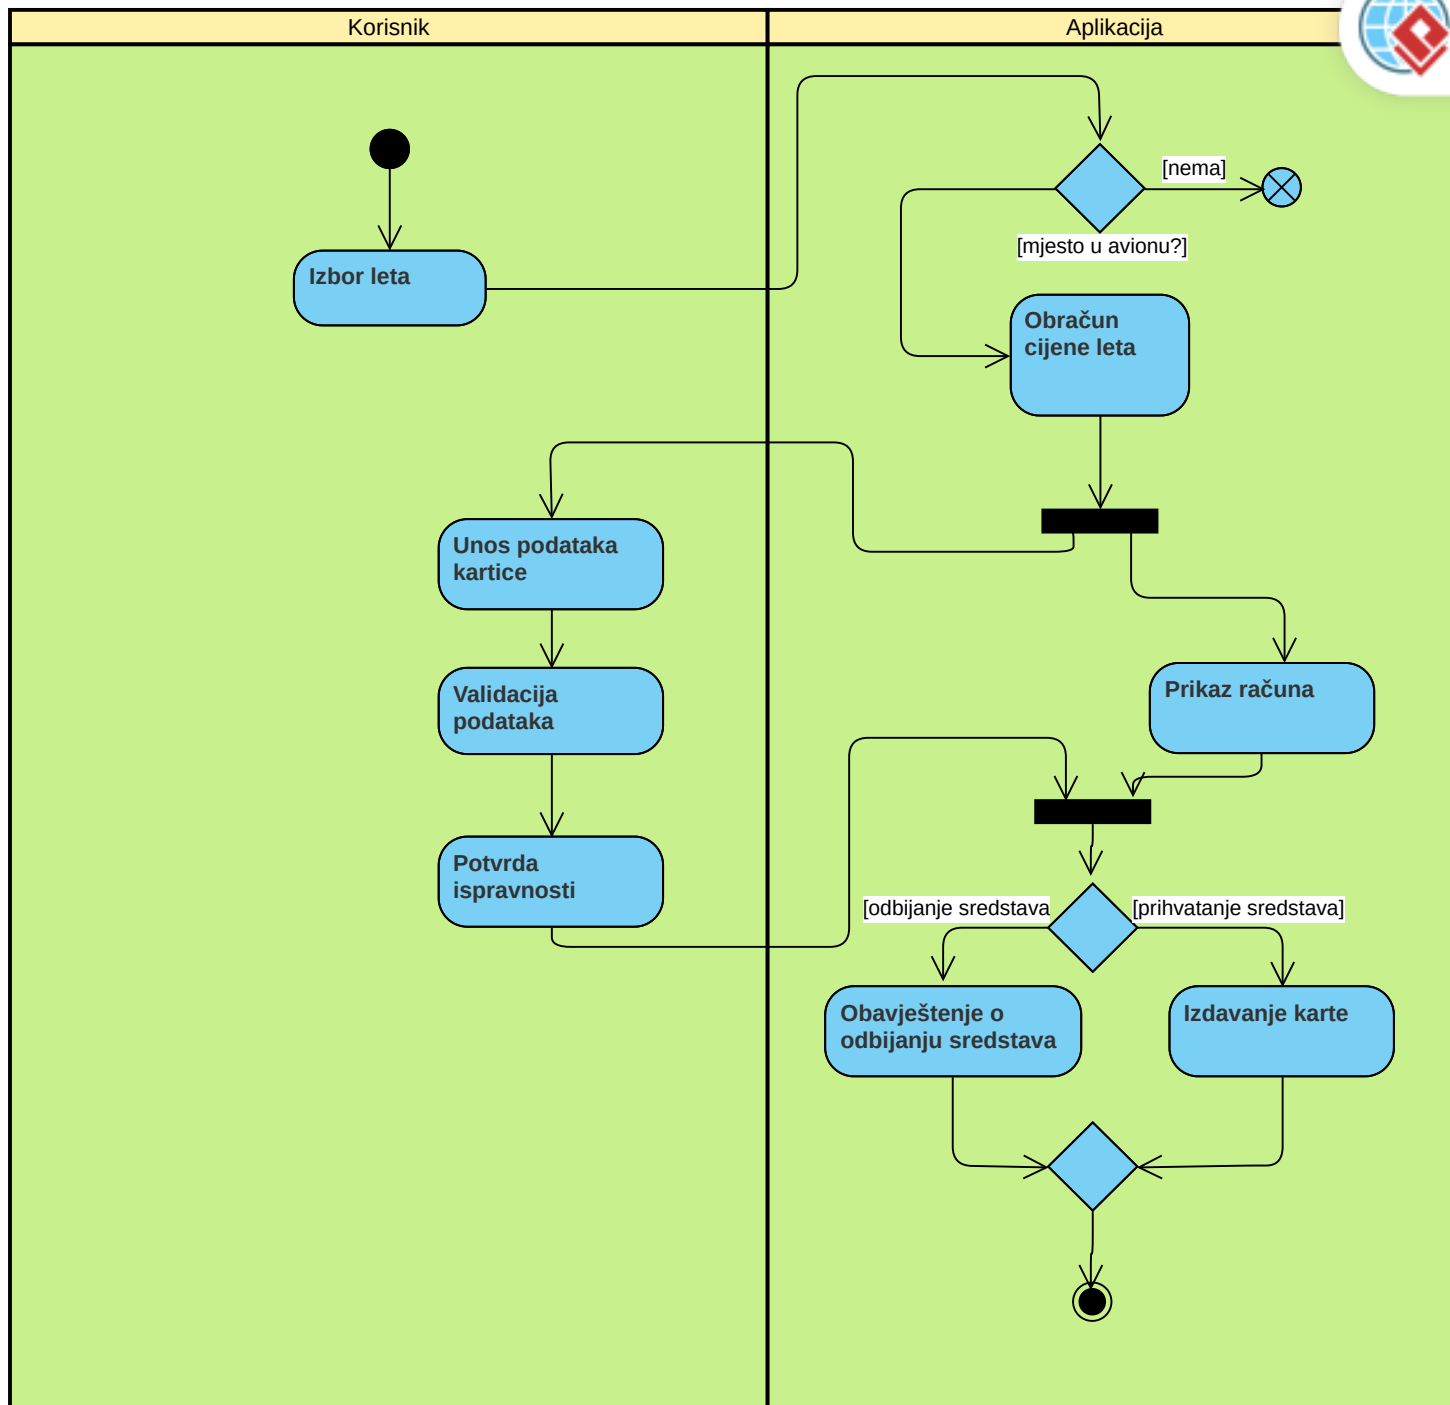 Korisnik
Aplikacija
[nema]
[mjesto u avionu?]
Izbor leta
Obračun
cijene leta
Unos podataka
kartice
Validacija
podataka
Prikaz računa
Potvrda
ispravnosti
[odbijanje sredstava
[prihvatanje sredstava]
Obavještenje o
odbijanju sredstava
Izdavanje karte